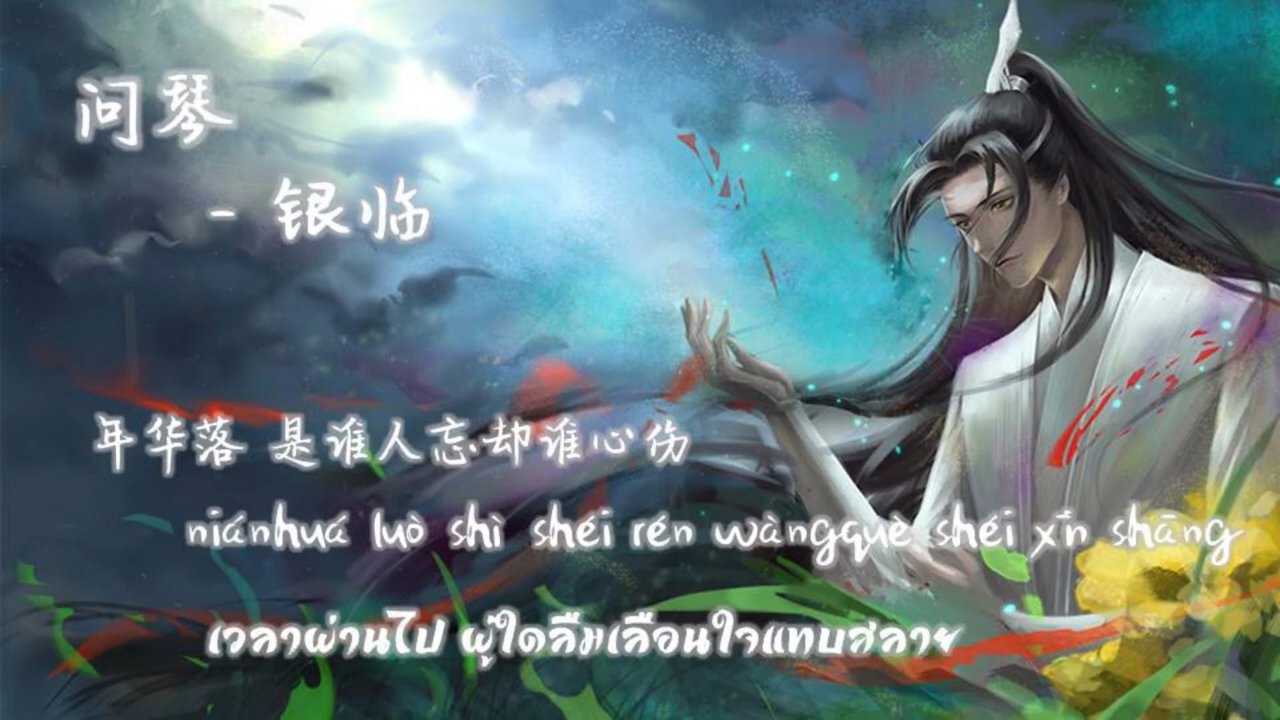 问琴
- 银临
年华落 是谁人忘却谁心伤
niánhuá luò shì shéi rén wàngquè shéi xīn shāng
เวลาผ่านไป ผู้ใดลืมเลือนใจแทบสลาย